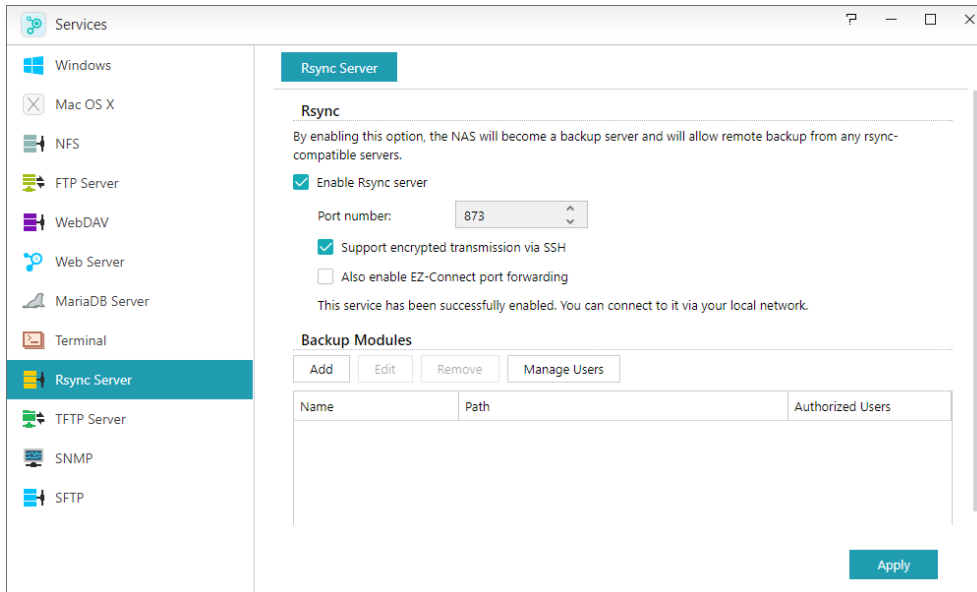 Services
Windows
Mac OS X
NFS
FTP Server
WebDAV
Web Server
MariaDB Server
Terminal
Rsync Server
TFTP Server
SNMP
SFTP
Rsync Server
Rsync
By enabling this option, the NAS will become a backup server and will allow remote backup from any rsync-
compatible servers.
Enable Rsync server
Port number: 873
Support encrypted transmission via SSH
Also enable EZ-Connect port forwarding
This service has been successfully enabled. You can connect to it via your local network.
Backup Modules
Add Edit Remove Manage Users
Name Path Authorized Users
Apply